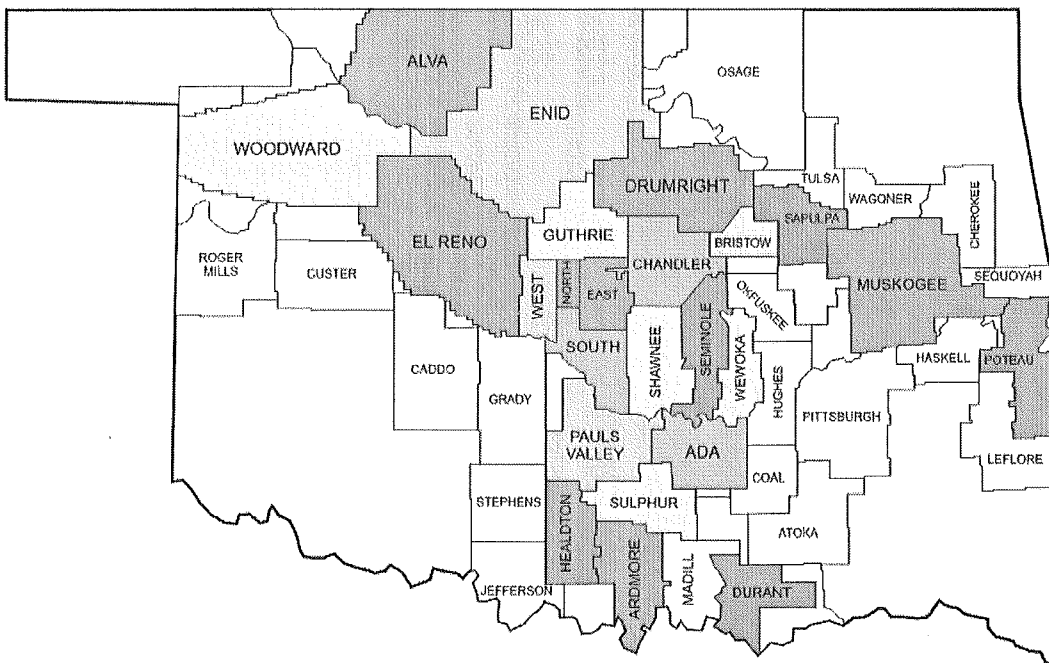 ALVA
OSAGE
ENID
WOODWARD
TULSA
DRUMRIGHT
WAGONER
CHEROKEE
SAPULPA
GUTHRIE
BRISTOW
EL RENO
ROGER
MILLS
CUSTER
CHANDLER
WEST
NORTH
EAST
SEQUOYAH
MUSKOGEE
OKFUSKEE
SOUTH
SHAWNEE
SEMINOLE
WEWOKA
HUGHES
HASKELL
POTEAU
CADDO
GRADY
PITTSBURGH
PAULS
VALLEY
ADA
LEFLORE
COAL
STEPHENS
SULPHUR
HEALDTON
ATOKA
ARDMORE
MADILL
JEFFERSON
DURANT